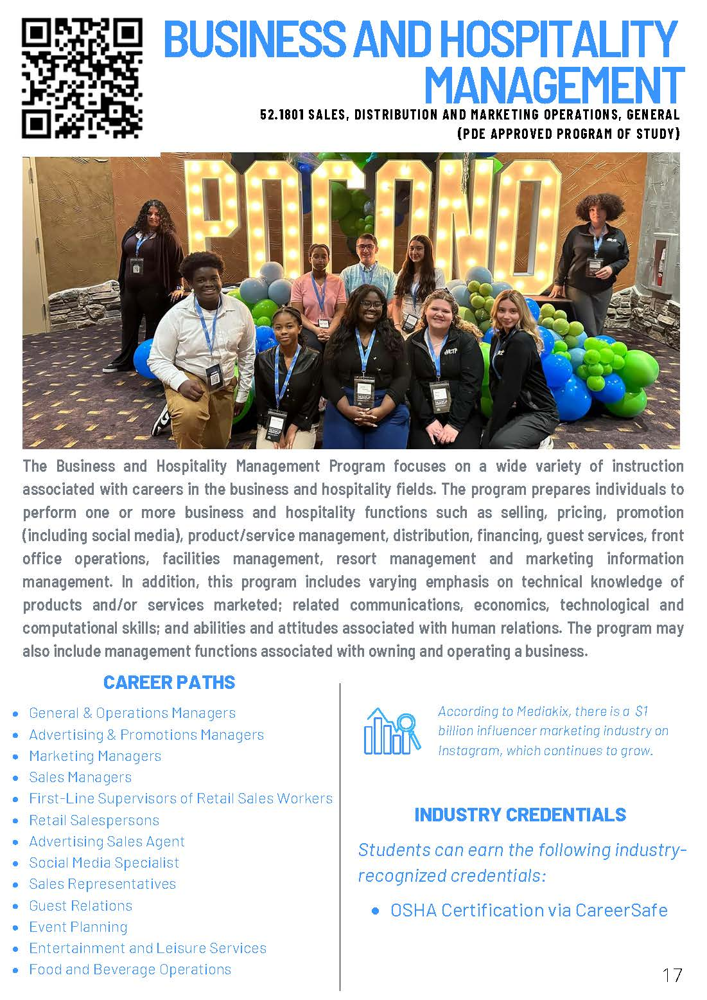 BUSINESS AND HOSPITALITY
MANAGEMENT
52.1801 SALES, DISTRIBUTION AND MARKETING OPERATIONS, GENERAL
(PDE APPROVED PROGRAM OF STUDY)
POCONO
MCTI
The Business and Hospitality Management Program focuses on a wide variety of instruction
associated with careers in the business and hospitality fields. The program prepares individuals to
perform one or more business and hospitality functions such as selling, pricing, promotion
(including social media), product/service management, distribution, financing, guest services, front
office operations, facilities management, resort management and marketing information
management. In addition, this program includes varying emphasis on technical knowledge of
products and/or services marketed; related communications, economics, technological and
computational skills; and abilities and attitudes associated with human relations. The program may
also include management functions associated with owning and operating a business.
CAREER PATHS
• General & Operations Managers
• Advertising & Promotions Managers
• Marketing Managers
• Sales Managers
• First-Line Supervisors of Retail Sales Workers
• Retail Salespersons
• Advertising Sales Agent
• Social Media Specialist
• Sales Representatives
• Guest Relations
• Event Planning
• Entertainment and Leisure Services
• Food and Beverage Operations
According to Mediakix, there is a $1
billion influencer marketing industry on
Instagram, which continues to grow.
INDUSTRY CREDENTIALS
Students can earn the following industry-
recognized credentials:
• OSHA Certification via CareerSafe
17